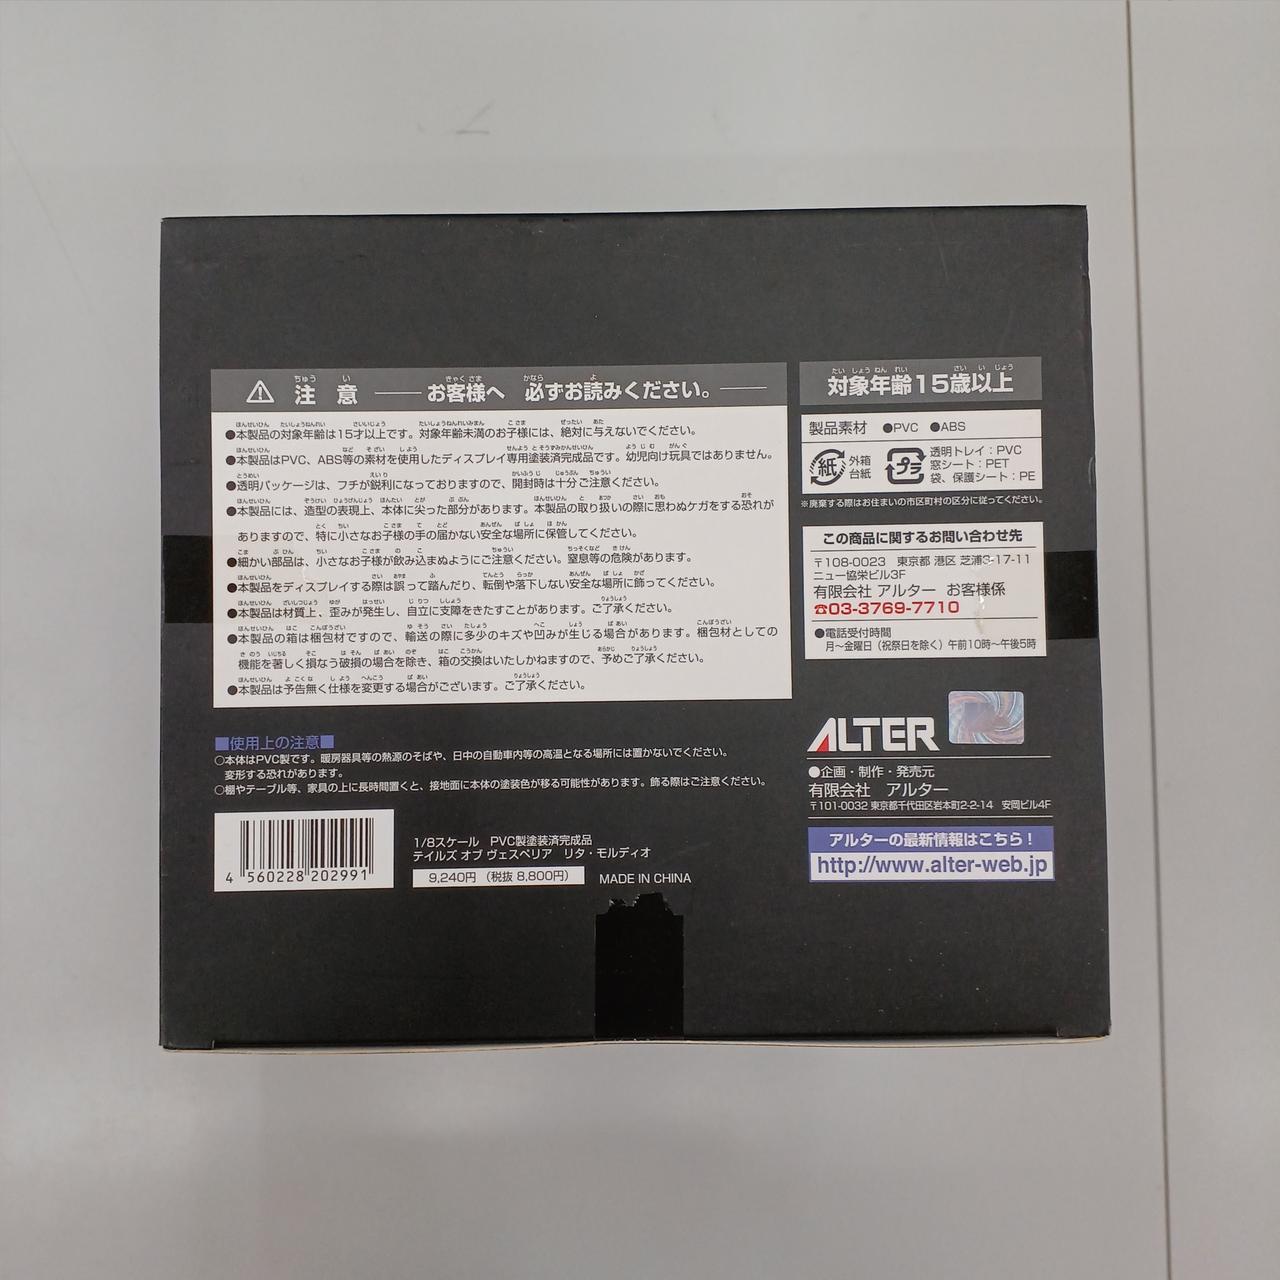 注意 お客様へ 必ずお読みください。
●本製品の対象年齢は15才以上です。対象年齢未満のお子様には、絶対に与えないでください。
●本製品はPVC、ABS等の素材を使用したディスプレイ専用塗装済完成品です。幼児向け玩具ではありません。
●透明パッケージは、フチが鋭利になっておりますので、開封時は十分ご注意ください。
●本製品には、造型の表現上、本体に尖った部分があります。本製品の取り扱いの際に思わぬケガをする恐れが
ありますので、特に小さなお子様の手の届かない安全な場所に保管してください。
●細かい部品は、小さなお子様が飲み込まぬようにご注意ください。窒息等の危険があります。
●本製品をディスプレイする際は誤って踏んだり、転倒や落下しない安全な場所に飾ってください。
●本製品は材質上、歪みが発生し、自立に支障をきたすことがあります。ご了承ください。
●本製品の箱は梱包材ですので、輸送の際に多少のキズや凹みが生じる場合があります。梱包材としての
機能を著しく損なう破損の場合を除き、箱の交換はいたしかねますので、予めご了承ください。
●本製品は予告無く仕様を変更する場合がございます。ご了承ください。
■使用上の注意■
○本体はPVC製です。暖房器具等の熱源のそばや、日中の自動車内等の高温となる場所には置かないでください。
変形する恐れがあります。
○棚やテーブル等、家具の上に長時間置くと、接地面に本体の塗装色が移る可能性があります。飾る際はご注意ください。
4 560228 202991
1/8スケール PVC製塗装済完成品
テイルズ オブ ヴェスペリア リタ・モルディオ
9,240円 （税抜 8,800円）
MADE IN CHINA
対象年齢15歳以上
製品素材 ●PVC ●ABS
紙 外箱 台紙
プラ 透明トレイ：PVC
窓シート：PET
袋、保護シート：PE
※廃棄する際はお住まいの市区町村の区分に従ってください。
この商品に関するお問い合わせ先
〒108-0023 東京都 港区 芝浦3-17-11
ニュー協栄ビル3F
有限会社 アルター お客様係
☎03-3769-7710
●電話受付時間
月～金曜日（祝祭日を除く）午前10時～午後5時
ALTER
●企画・制作・発売元
有限会社 アルター
〒101-0032 東京都千代田区岩本町2-2-14 安岡ビル4F
アルターの最新情報はこちら！
http://www.alter-web.jp